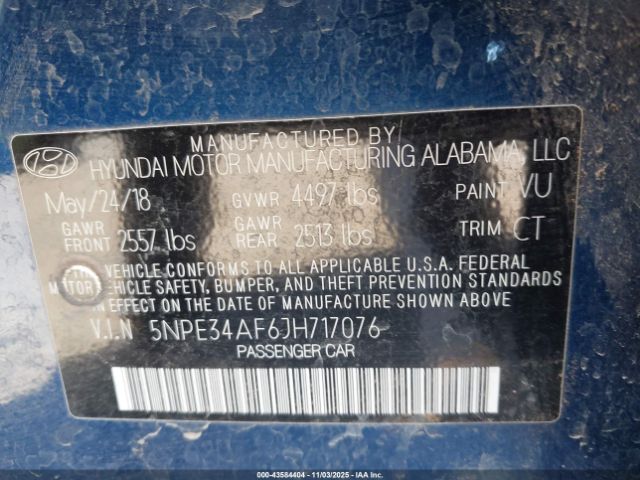 MANUFACTURED BY
HYUNDAI MOTOR MANUFACTURING ALABAMA, LLC
May/24/18 GVWR 4497 lbs PAINT VU
GAWR FRONT 2557 lbs GAWR REAR 2513 lbs TRIM CT
VEHICLE CONFORMS TO ALL APPLICABLE U.S.A. FEDERAL
MOTOR VEHICLE SAFETY, BUMPER, AND THEFT PREVENTION STANDARDS
IN EFFECT ON THE DATE OF MANUFACTURE SHOWN ABOVE.
V.I.N 5NPE34AF6JH717076
PASSENGER CAR
000-43584404 - 11/03/2025 - IAA, Inc.